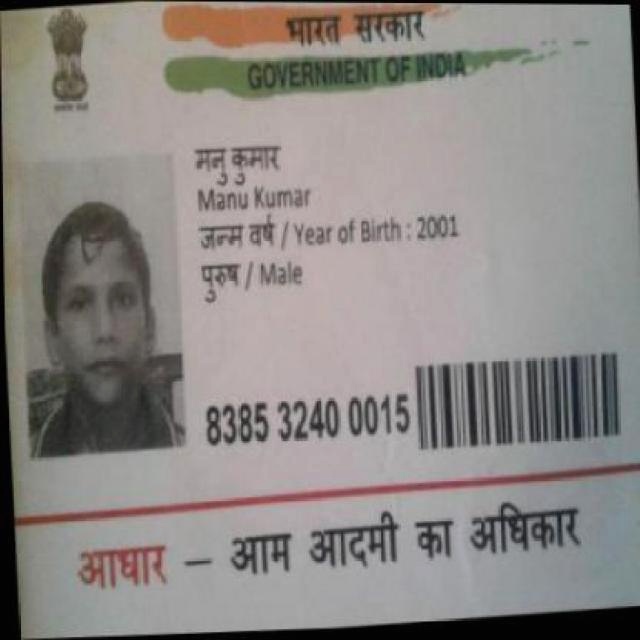 भारत सरकार
GOVERNMENT OF INDIA
मनु कुमार
Manu Kumar
जन्म वर्ष / Year of Birth : 2001
पुरुष / Male
8385 3240 0015
आधार – आम आदमी का अधिकार